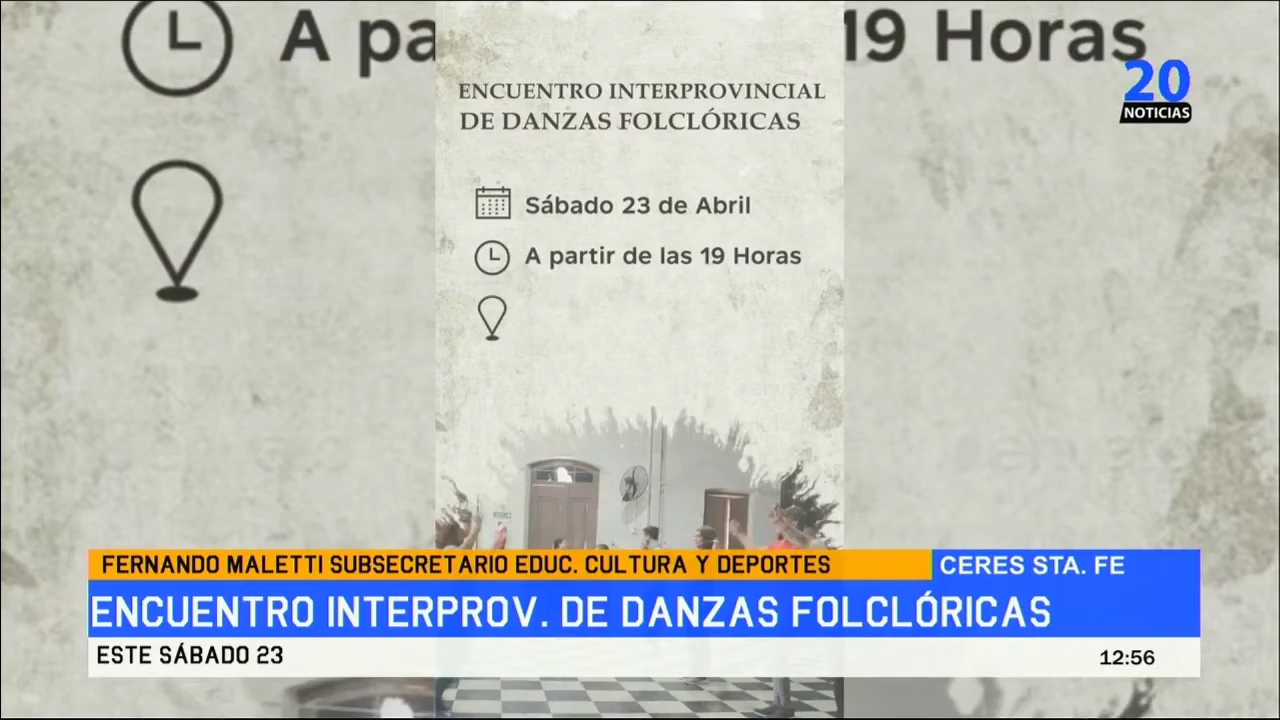 A pa
19 Horas
20
NOTICIAS
ENCUENTRO INTERPROVINCIAL
DE DANZAS FOLCLÓRICAS
Sábado 23 de Abril
A partir de las 19 Horas
FERNANDO MALETTI SUBSECRETARIO EDUC. CULTURA Y DEPORTES
CERES STA. FE
ENCUENTRO INTERPROV. DE DANZAS FOLCLÓRICAS
ESTE SÁBADO 23
12:56